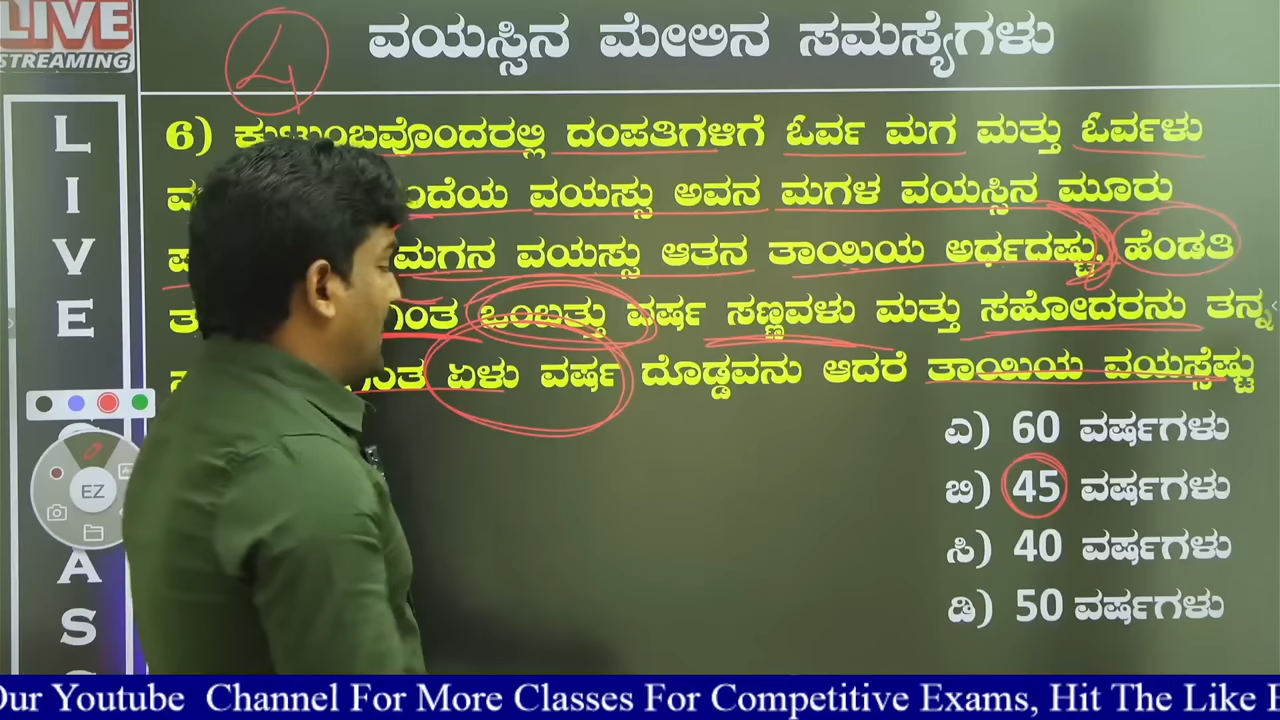 LIVE
STREAMING
ವಯಸ್ಸಿನ ಮೇಲಿನ ಸಮಸ್ಯೆಗಳು
4
L
I
V
E
A
S
EZ
6) ಕುಟುಂಬವೊಂದರಲ್ಲಿ ದಂಪತಿಗಳಿಗೆ ಓರ್ವ ಮಗ ಮತ್ತು ಓರ್ವಳು
ವಯಸ್ಸು ಅವನ ಮಗಳ ವಯಸ್ಸಿನ ಮೂರು
ಮಗನ ವಯಸ್ಸು ಆತನ ತಾಯಿಯ ಅರ್ಧದಷ್ಟು, ಹೆಂಡತಿ
ಒಂಬತ್ತು ವರ್ಷ ಸಣ್ಣವಳು ಮತ್ತು ಸಹೋದರನು ತನ್ನ
ಏಳು ವರ್ಷ ದೊಡ್ಡವನು ಆದರೆ ತಾಯಿಯ ವಯಸ್ಸೆಷ್ಟು
ಎ) 60 ವರ್ಷಗಳು
ಬಿ) 45 ವರ್ಷಗಳು
ಸಿ) 40 ವರ್ಷಗಳು
ಡಿ) 50 ವರ್ಷಗಳು
Our Youtube Channel For More Classes For Competitive Exams, Hit The Like